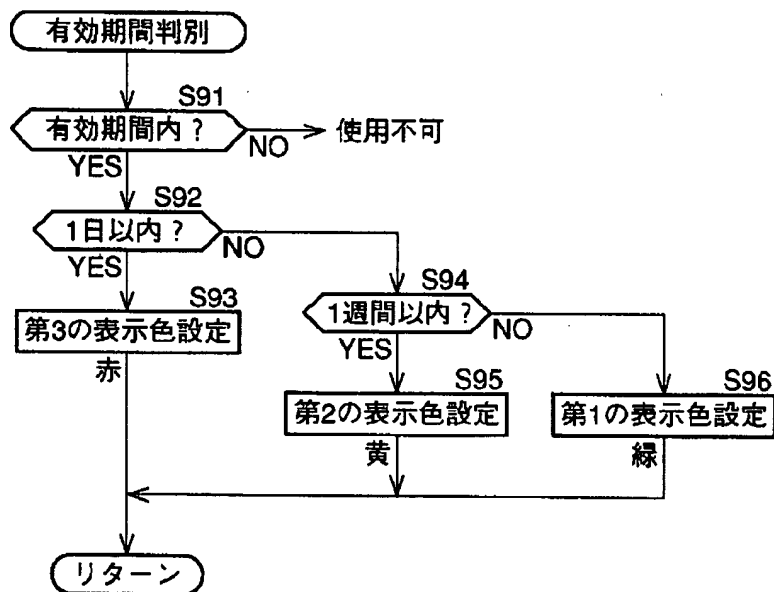 有効期間判別
S91
有効期間内?
NO
使用不可
YES
S92
1日以内?
NO
YES
S93
第3の表示色設定
赤
S94
1週間以内?
NO
YES
S95
第2の表示色設定
黄
S96
第1の表示色設定
緑
リターン